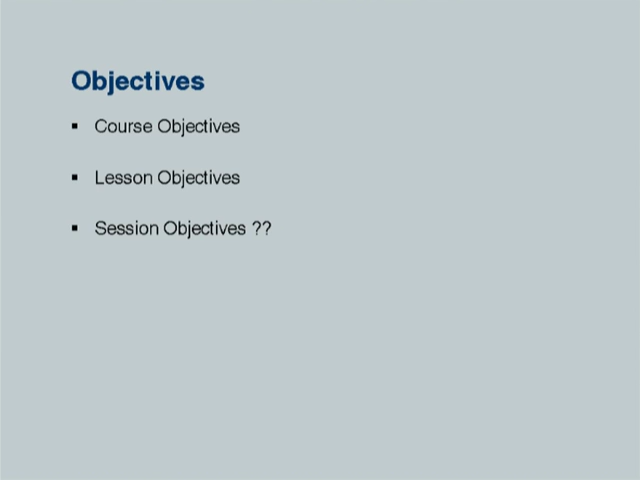 Objectives
▪ Course Objectives
▪ Lesson Objectives
▪ Session Objectives ??